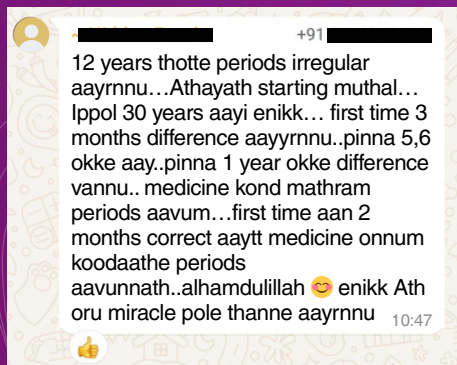 +91
12 years thotte periods irregular
aayrnnu...Athayath starting muthal...
Ippol 30 years aayi enikk... first time 3
months difference aayyrnnu..pinna 5,6
okke aay..pinna 1 year okke difference
vannu.. medicine kond mathram
periods aavum...first time aan 2
months correct aaytt medicine onnum
koodaathe periods
aavunnath..alhamdulillah 😊 enikk Ath
oru miracle pole thanne aayrnnu 10:47